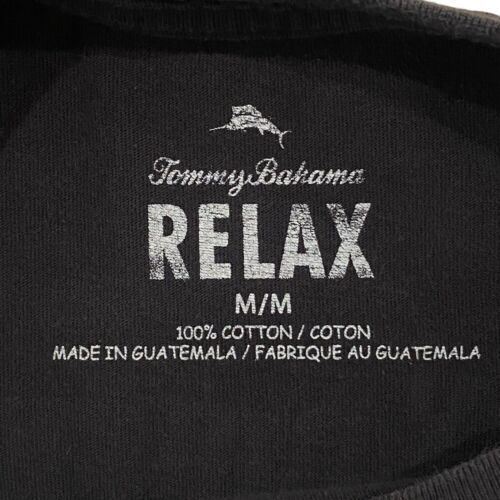 Tommy Bahama
RELAX
M/M
100% COTTON / COTON
MADE IN GUATEMALA / FABRIQUE AU GUATEMALA